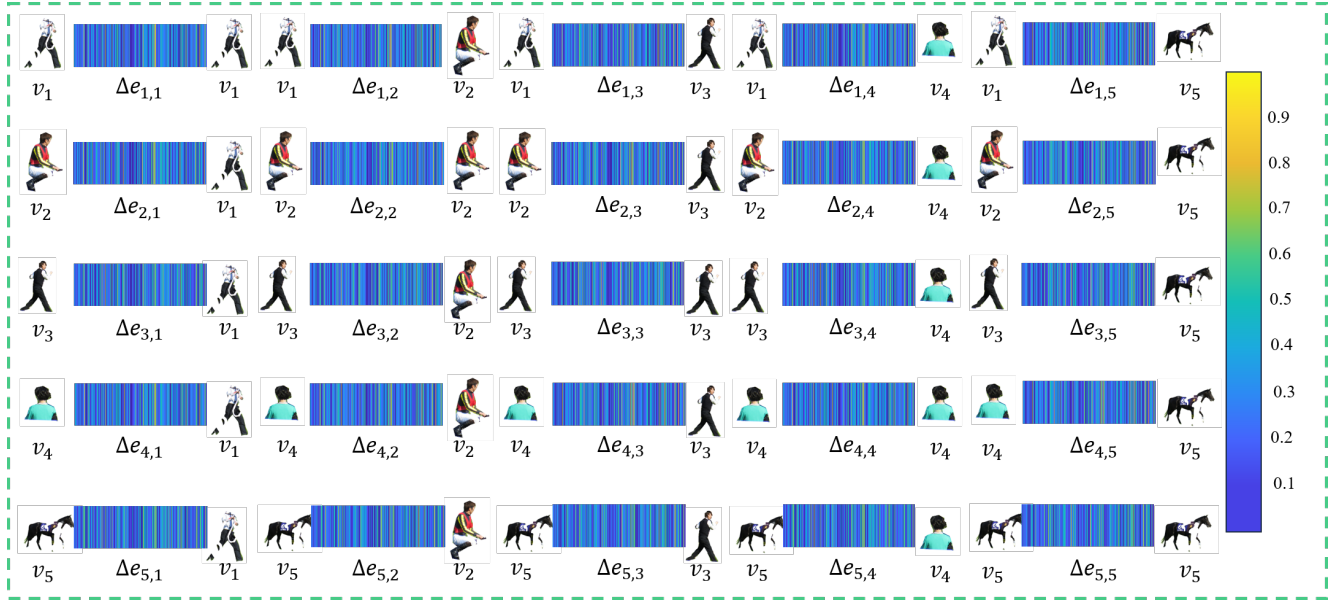 v₁ Δe₁,₁ v₁ v₁ Δe₁,₂ v₂ v₁ Δe₁,₃ v₃ v₁ Δe₁,₄ v₄ v₁ Δe₁,₅ v₅
v₂ Δe₂,₁ v₁ v₂ Δe₂,₂ v₂ v₂ Δe₂,₃ v₃ v₂ Δe₂,₄ v₄ v₂ Δe₂,₅ v₅
v₃ Δe₃,₁ v₁ v₃ Δe₃,₂ v₂ v₃ Δe₃,₃ v₃ v₃ Δe₃,₄ v₄ v₃ Δe₃,₅ v₅
v₄ Δe₄,₁ v₁ v₄ Δe₄,₂ v₂ v₄ Δe₄,₃ v₃ v₄ Δe₄,₄ v₄ v₄ Δe₄,₅ v₅
v₅ Δe₅,₁ v₁ v₅ Δe₅,₂ v₂ v₅ Δe₅,₃ v₃ v₅ Δe₅,₄ v₄ v₅ Δe₅,₅ v₅
0.9
0.8
0.7
0.6
0.5
0.4
0.3
0.2
0.1